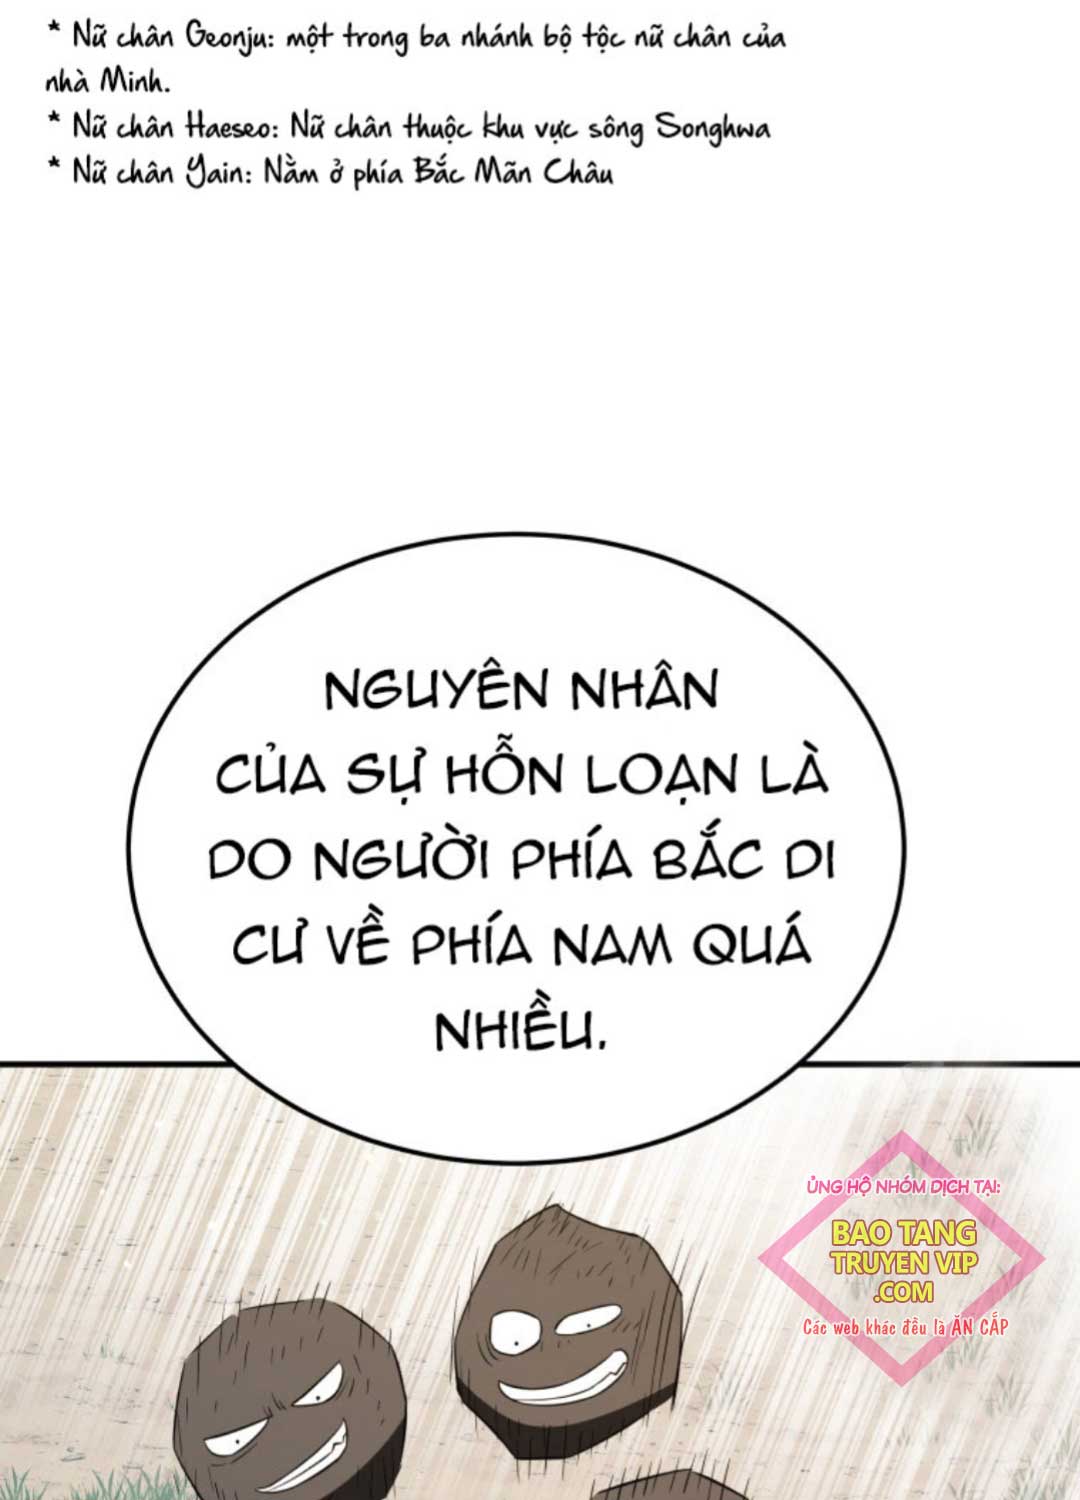 * Nữ chân Geonju: một trong ba nhánh bộ tộc nữ chân của
nhà Minh.
* Nữ chân Haeseo: Nữ chân thuộc khu vực sông Songhwa
* Nữ chân Yain: Nằm ở phía Bắc Mãn Châu
NGUYÊN NHÂN
CỦA SỰ HỖN LOẠN LÀ
DO NGƯỜI PHÍA BẮC DI
CƯ VỀ PHÍA NAM QUÁ
NHIỀU.
ỦNG HỘ NHÓM DỊCH TẠI:
BAO TANG
TRUYEN VIP
.COM
Các web khác đều là ĂN CẮP